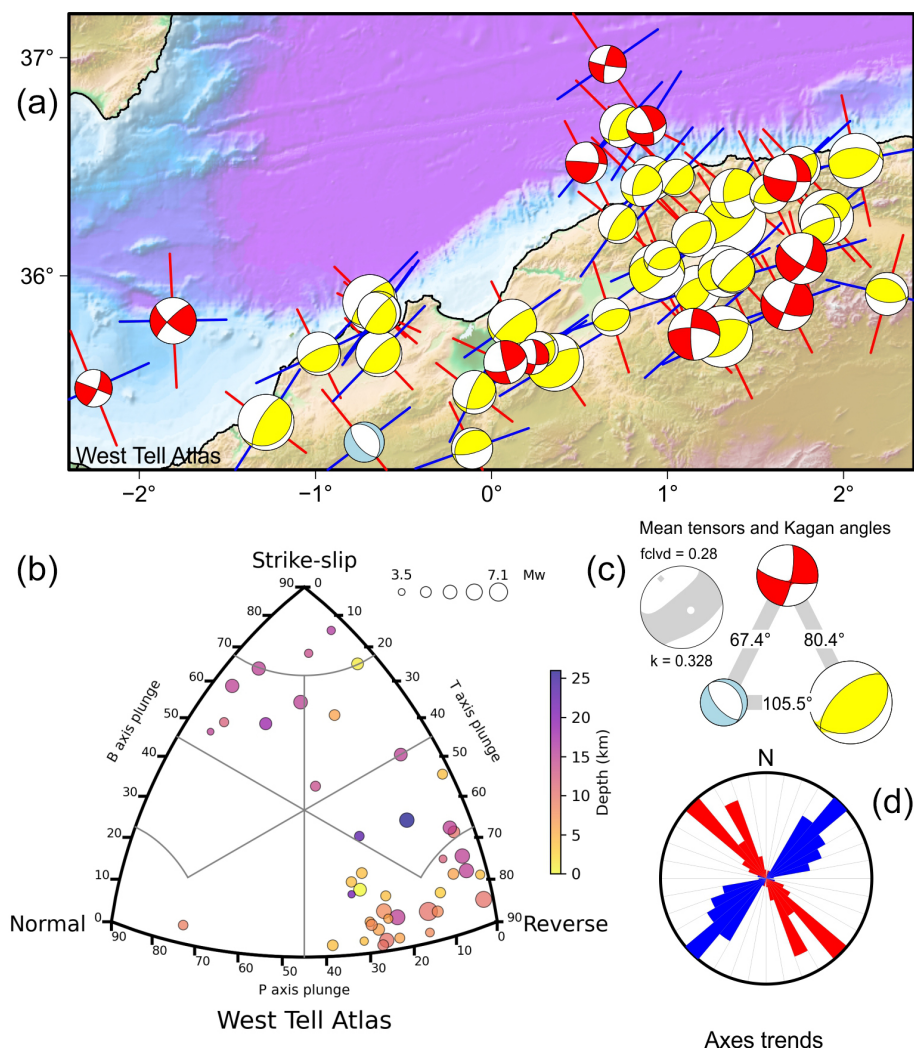 37°
(a)
36°
West Tell Atlas
−2° −1° 0° 1° 2°
Mean tensors and Kagan angles
(b)
Strike-slip
3.5 7.1 Mw
(c)
fclvd = 0.28
k = 0.328
67.4° 80.4°
105.5°
90 0
80 10
70 20
60 30
50 40
40 50
30 60
20 70
10 80
0 90
B axis plunge
T axis plunge
Normal
Reverse
90 80 70 60 50 40 30 20 10 0
P axis plunge
West Tell Atlas
25
20
15
10
5
0
Depth (km)
N
(d)
Axes trends